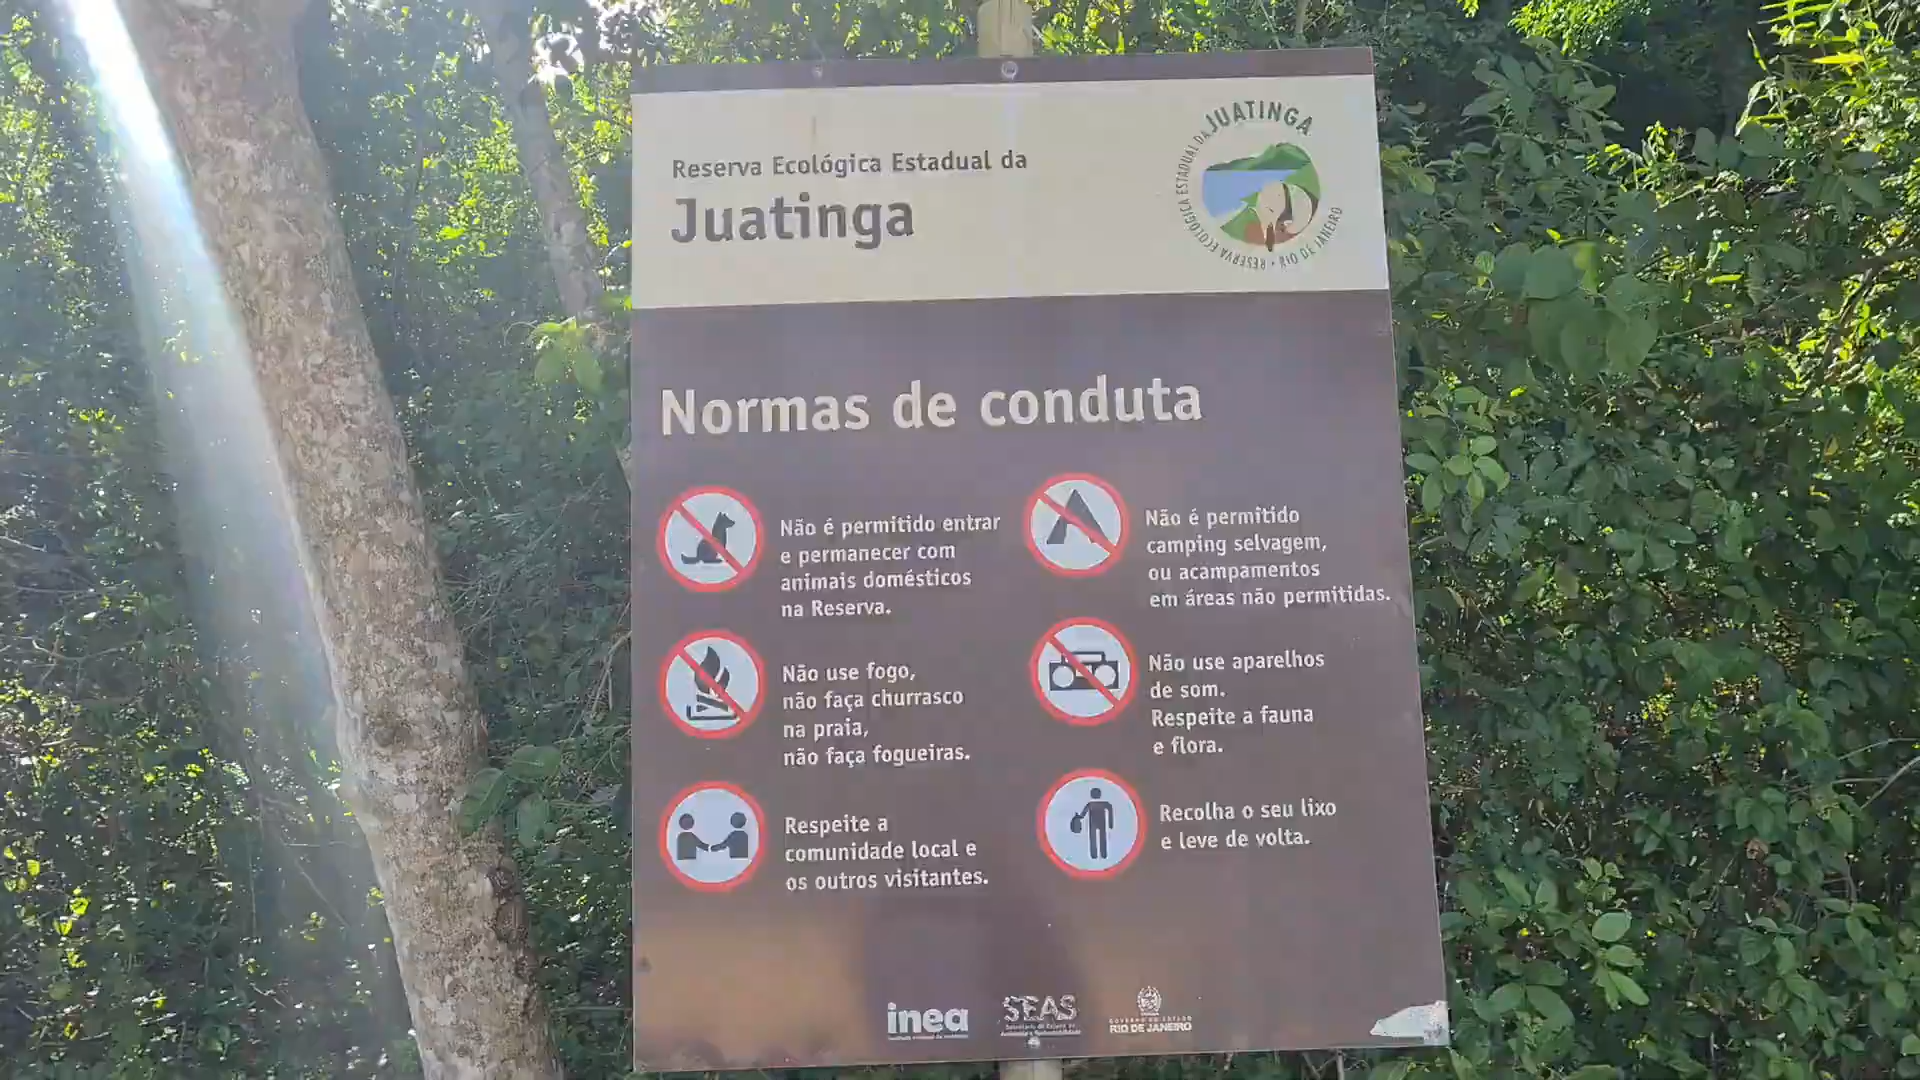 Reserva Ecológica Estadual da
Juatinga
RESERVA ECOLÓGICA ESTADUAL DA JUATINGA • RIO DE JANEIRO
Normas de conduta
Não é permitido entrar
e permanecer com
animais domésticos
na Reserva.
Não é permitido
camping selvagem,
ou acampamentos
em áreas não permitidas.
Não use fogo,
não faça churrasco
na praia,
não faça fogueiras.
Não use aparelhos
de som.
Respeite a fauna
e flora.
Respeite a
comunidade local e
os outros visitantes.
Recolha o seu lixo
e leve de volta.
inea
SEAS
GOVERNO DO ESTADO
RIO DE JANEIRO